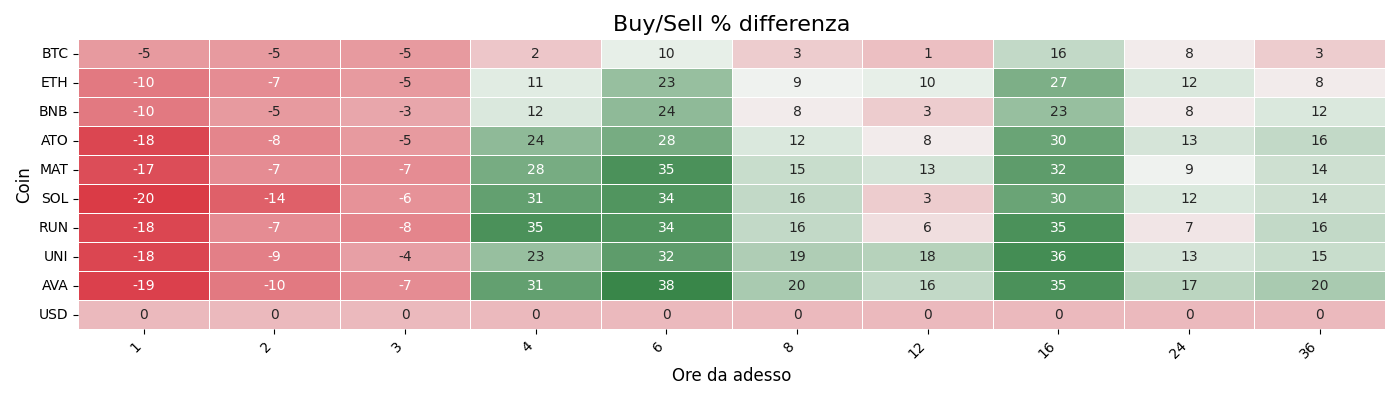 Buy/Sell % differenza
BTC -5 -5 -5 2 10 3 1 16 8 3
ETH -10 -7 -5 11 23 9 10 27 12 8
BNB -10 -5 -3 12 24 8 3 23 8 12
ATO -18 -8 -5 24 28 12 8 30 13 16
MAT -17 -7 -7 28 35 15 13 32 9 14
SOL -20 -14 -6 31 34 16 3 30 12 14
RUN -18 -7 -8 35 34 16 6 35 7 16
UNI -18 -9 -4 23 32 19 18 36 13 15
AVA -19 -10 -7 31 38 20 16 35 17 20
USD 0 0 0 0 0 0 0 0 0 0
Coin
1 2 3 4 6 8 12 16 24 36
Ore da adesso